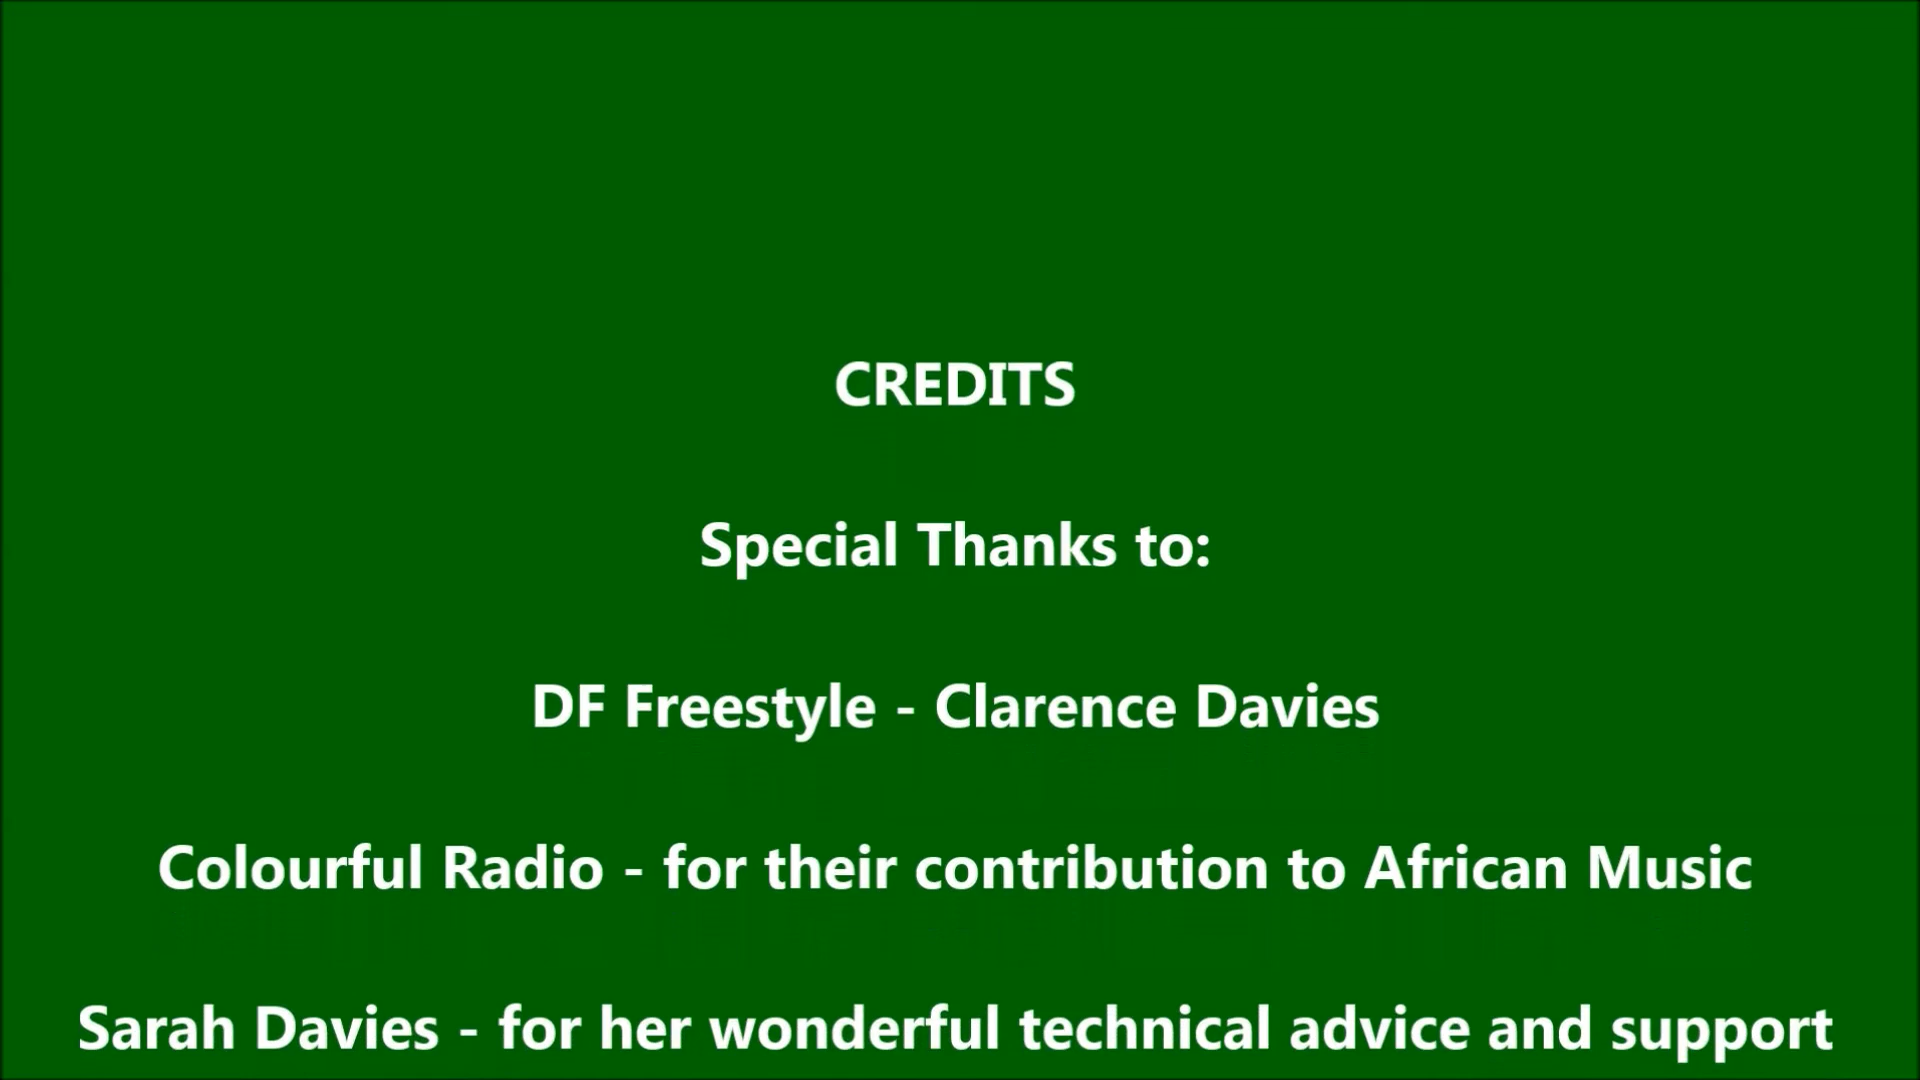 CREDITS
Special Thanks to:
DF Freestyle - Clarence Davies
Colourful Radio - for their contribution to African Music
Sarah Davies - for her wonderful technical advice and support